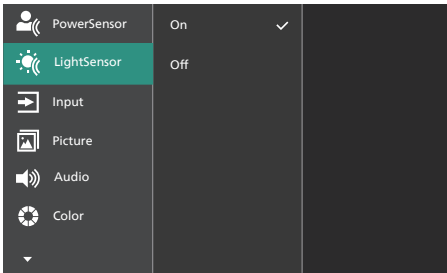 PowerSensor
LightSensor
Input
Picture
Audio
Color
On
Off